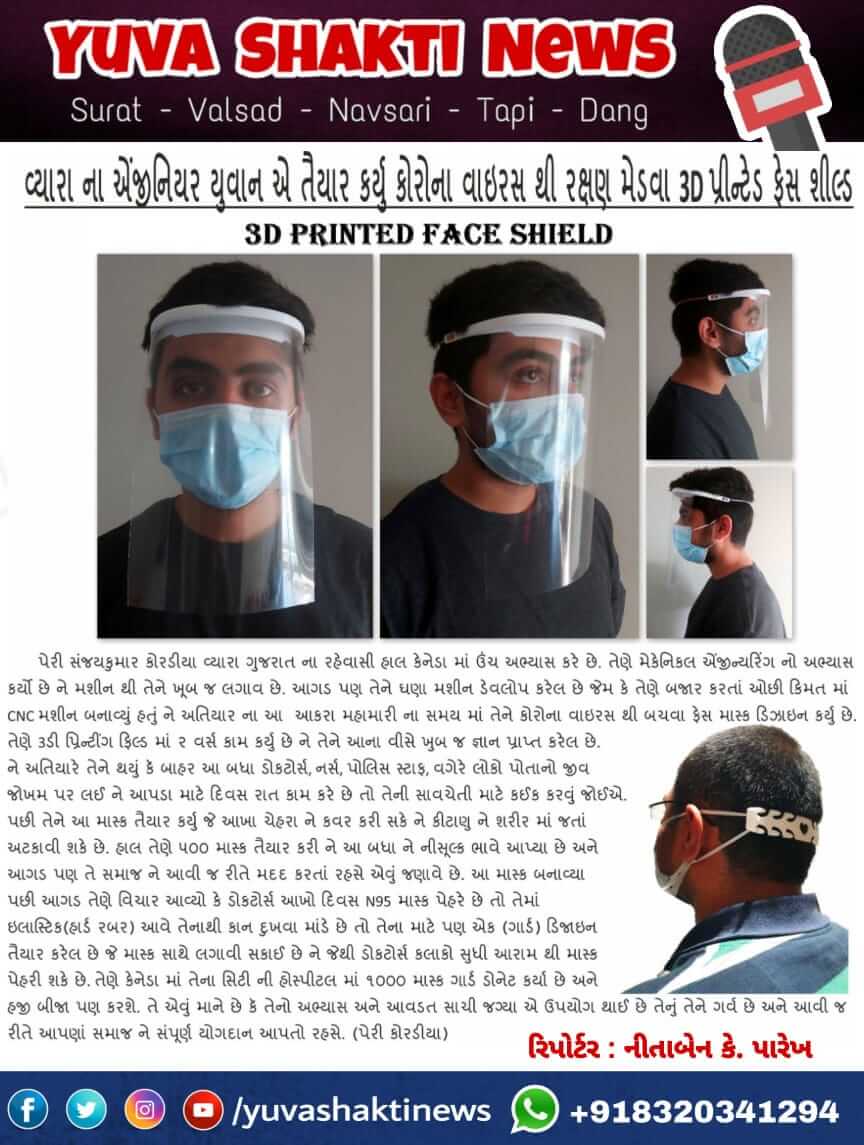 YUVA SHAKTI NEWS
Surat - Valsad - Navsari - Tapi - Dang
વ્યારા ના એંજીનિયર યુવાન એ તૈયાર કર્યુ કોરોના વાઇરસ થી રક્ષણ મેડવા 3D પ્રીન્ટેડ ફેસ શીલ્ડ
3D PRINTED FACE SHIELD
પેરી સંજયકુમાર કોરડીયા વ્યારા ગુજરાત ના રહેવાસી હાલ કેનેડા માં ઉંચ અભ્યાસ કરે છે. તેણે મેકેનિકલ એંજીન્યરિંગ નો અભ્યાસ
કર્યો છે ને મશીન થી તેને ખૂબ જ લગાવ છે. આગડ પણ તેને ઘણા મશીન ડેવલોપ કરેલ છે જેમ કે તેણે બજાર કરતાં ઓછી કિમત માં
CNC મશીન બનાવ્યું હતું ને અતિયાર ના આ આકરા મહામારી ના સમય માં તેને કોરોના વાઇરસ થી બચવા ફેસ માસ્ક ડિઝાઇન કર્યુ છે.
તેણે ૩ડી પ્રિન્ટીંગ ફિલ્ડ માં ૨ વર્સ કામ કર્યુ છે ને તેને આના વીસે ખુબ જ જ્ઞાન પ્રાપ્ત કરેલ છે.
ને અતિયારે તેને થયું કે બાહર આ બધા ડોકટોર્સ, નર્સ, પોલિસ સ્ટાફ, વગેરે લોકો પોતાનો જીવ
જોખમ પર લઈ ને આપડા માટે દિવસ રાત કામ કરે છે તો તેની સાવચેતી માટે કઈક કરવું જોઈએ.
પછી તેને આ માસ્ક તૈયાર કર્યુ જે આખા ચેહરા ને કવર કરી સકે ને કીટાણુ ને શરીર માં જતાં
અટકાવી શકે છે. હાલ તેણે ૫૦૦ માસ્ક તૈયાર કરી ને આ બધા ને નીસૂલ્ક ભાવે આપ્યા છે અને
આગડ પણ તે સમાજ ને આવી જ રીતે મદદ કરતાં રહસે એવું જણાવે છે. આ માસ્ક બનાવ્યા
પછી આગડ તેણે વિચાર આવ્યો કે ડોકટોર્સ આખો દિવસ N95 માસ્ક પેહરે છે તો તેમાં
ઇલાસ્ટિક(હાર્ડ રબર) આવે તેનાથી કાન દુખવા માંડે છે તો તેના માટે પણ એક (ગાર્ડ) ડિજાઇન
તૈયાર કરેલ છે જે માસ્ક સાથે લગાવી સકાઈ છે ને જેથી ડોકટોર્સ કલાકો સુધી આરામ થી માસ્ક
પેહરી શકે છે. તેણે કેનેડા માં તેના સિટી ની હોસ્પીટલ માં ૧૦૦૦ માસ્ક ગાર્ડ ડોનેટ કર્યા છે અને
હજી બીજા પણ કરશે. તે એવું માને છે કે તેનો અભ્યાસ અને આવડત સાચી જગ્યા એ ઉપયોગ થાઈ છે તેનું તેને ગર્વ છે અને આવી જ
રીતે આપણાં સમાજ ને સંપૂર્ણ યોગદાન આપતો રહસે. (પેરી કોરડીયા)
રિપોર્ટર : નીતાબેન કે. પારેખ
/yuvashaktinews +918320341294